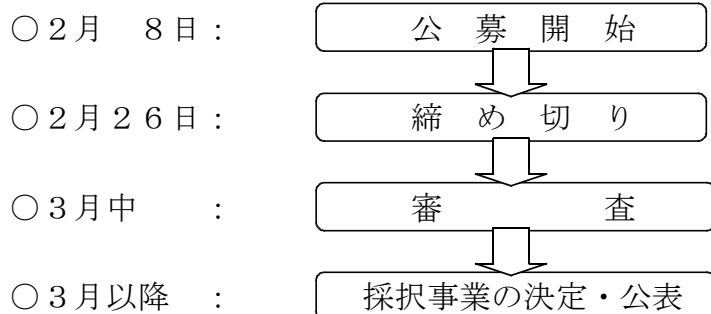 ○２月　８日：　公　募　開　始
○２月２６日：　締　め　切　り
○３月中　　：　審　　　　　査
○３月以降　：　採択事業の決定・公表